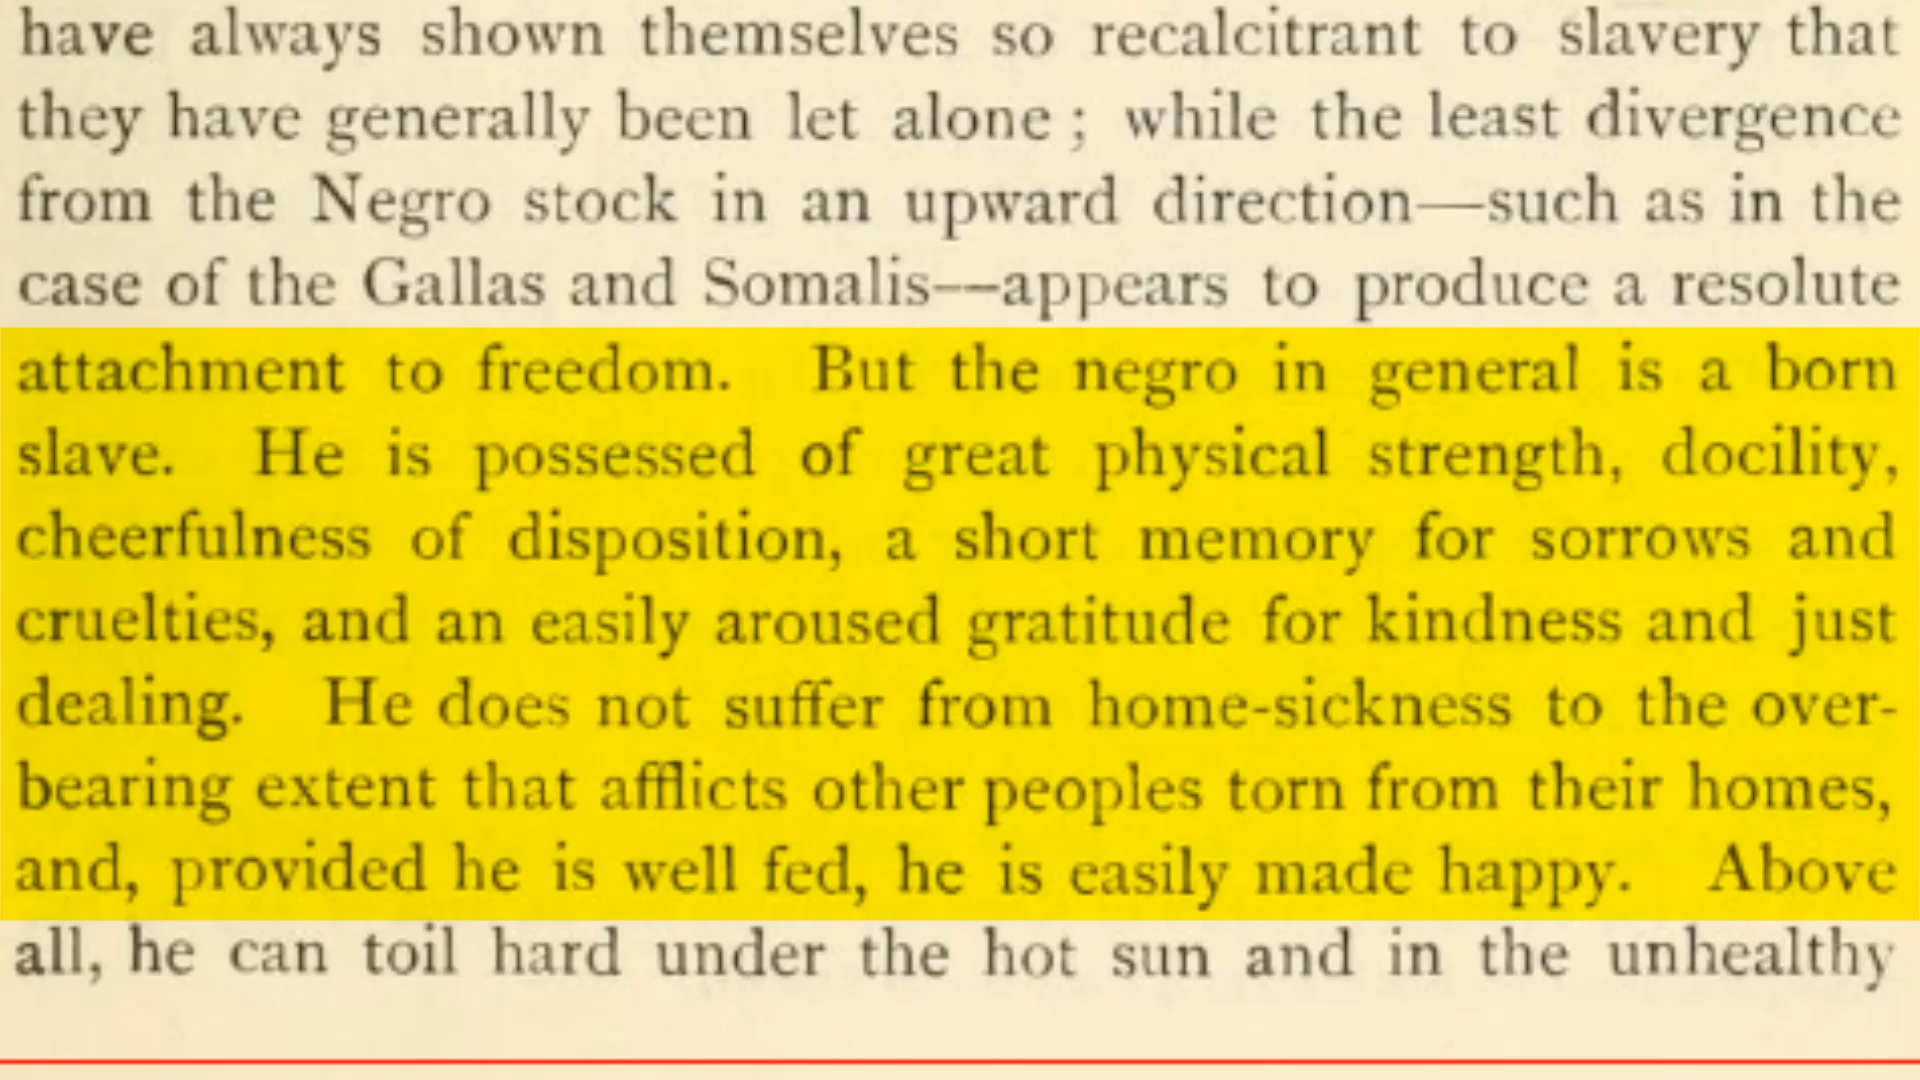 have always shown themselves so recalcitrant to slavery that
they have generally been let alone; while the least divergence
from the Negro stock in an upward direction—such as in the
case of the Gallas and Somalis—appears to produce a resolute
attachment to freedom. But the negro in general is a born
slave. He is possessed of great physical strength, docility,
cheerfulness of disposition, a short memory for sorrows and
cruelties, and an easily aroused gratitude for kindness and just
dealing. He does not suffer from home-sickness to the over-
bearing extent that afflicts other peoples torn from their homes,
and, provided he is well fed, he is easily made happy. Above
all, he can toil hard under the hot sun and in the unhealthy